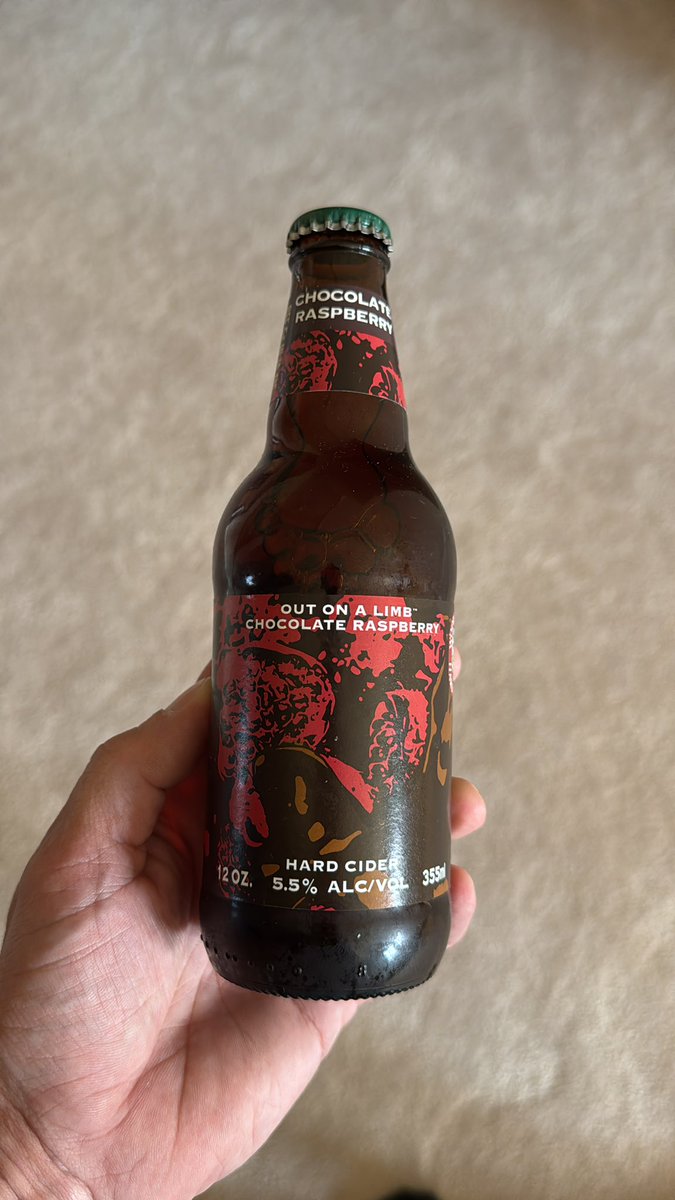 CHOCOLATE
RASPBERRY
OUT ON A LIMB™
CHOCOLATE RASPBERRY
HARD CIDER
12 OZ. 5.5% ALC/VOL 355ml